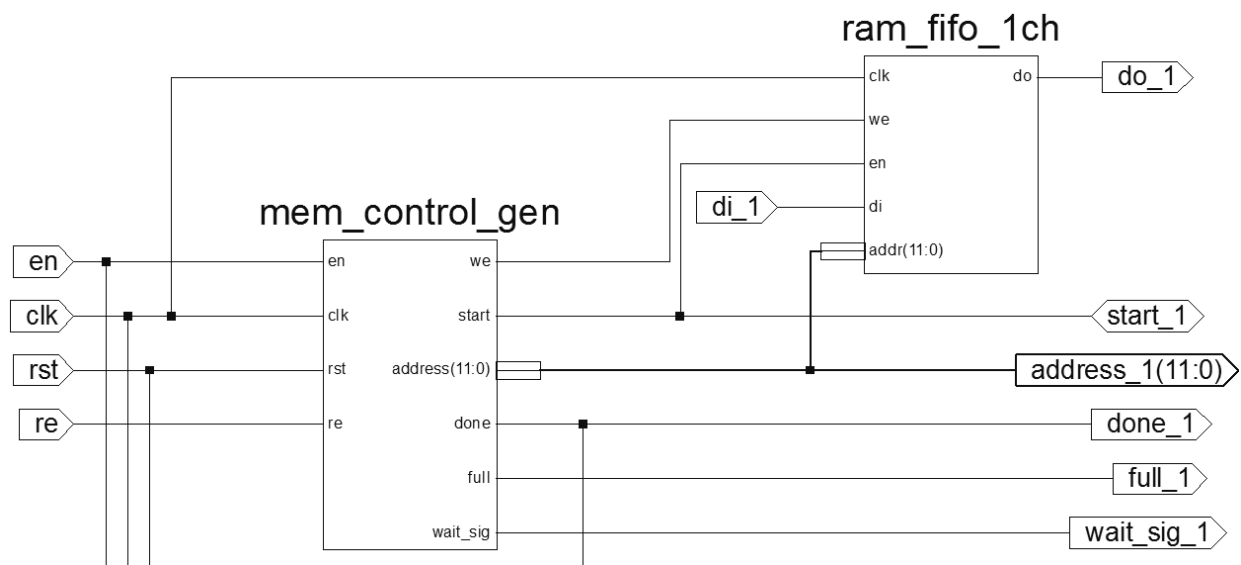 ram_fifo_1ch
clk
do
do_1
we
en
di_1
di
addr(11:0)
mem_control_gen
en
en
we
clk
clk
start
start_1
rst
rst
address(11:0)
address_1(11:0)
re
re
done
done_1
full
full_1
wait_sig
wait_sig_1